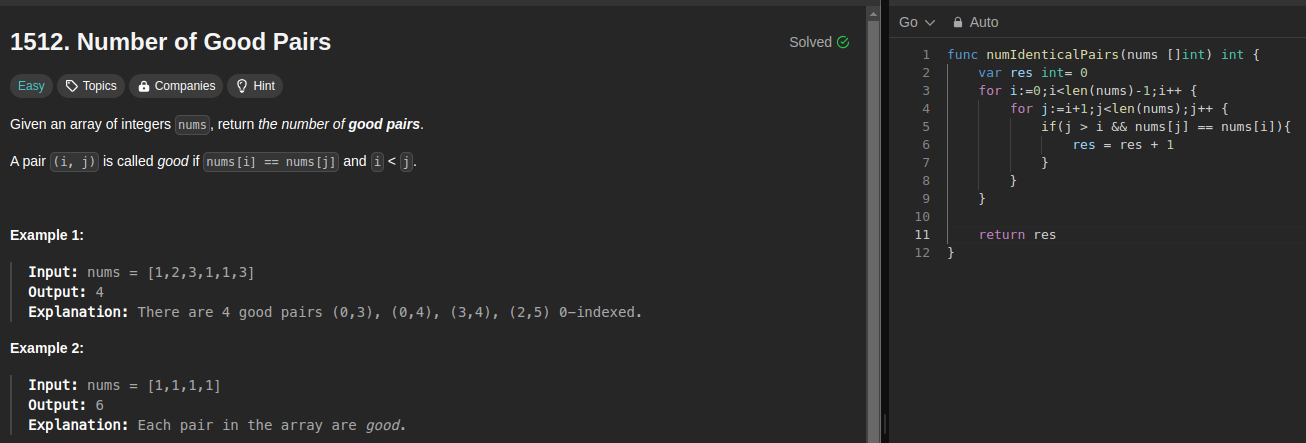 1512. Number of Good Pairs
Solved
Easy Topics Companies Hint
Given an array of integers nums, return the number of good pairs.
A pair (i, j) is called good if nums[i] == nums[j] and i < j.
Example 1:
Input: nums = [1,2,3,1,1,3]
Output: 4
Explanation: There are 4 good pairs (0,3), (0,4), (3,4), (2,5) 0-indexed.
Example 2:
Input: nums = [1,1,1,1]
Output: 6
Explanation: Each pair in the array are good.
Go Auto
1 func numIdenticalPairs(nums []int) int {
2     var res int= 0
3     for i:=0;i<len(nums)-1;i++ {
4         for j:=i+1;j<len(nums);j++ {
5             if(j > i && nums[j] == nums[i]){
6                 res = res + 1
7             }
8         }
9     }
10
11     return res
12 }